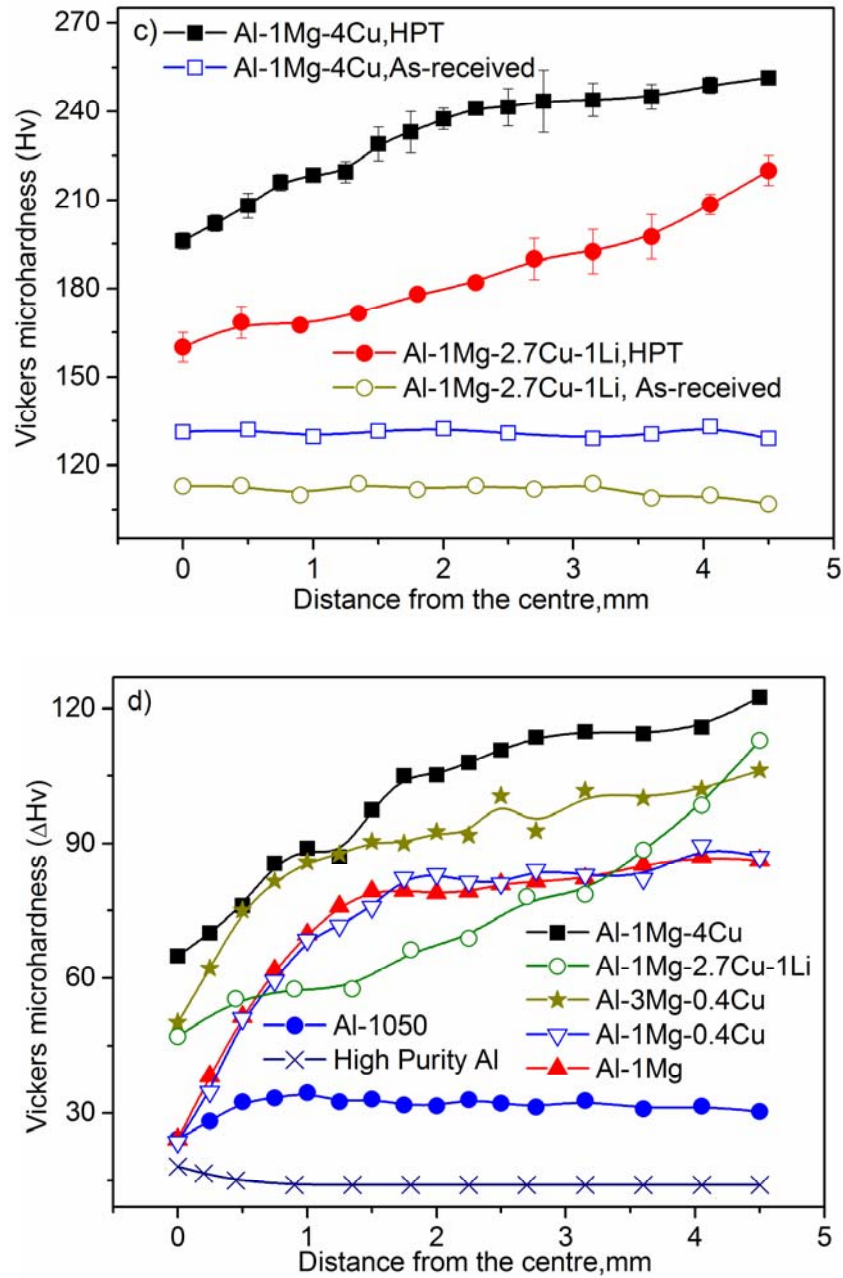 c)
Al-1Mg-4Cu,HPT
Al-1Mg-4Cu,As-received
270
240
210
180
150
120
Vickers microhardness (Hv)
Al-1Mg-2.7Cu-1Li,HPT
Al-1Mg-2.7Cu-1Li, As-received
0 1 2 3 4 5
Distance from the centre,mm
d)
120
90
60
30
Vickers microhardness (ΔHv)
Al-1Mg-4Cu
Al-1Mg-2.7Cu-1Li
Al-3Mg-0.4Cu
Al-1Mg-0.4Cu
Al-1Mg
Al-1050
High Purity Al
0 1 2 3 4 5
Distance from the centre,mm